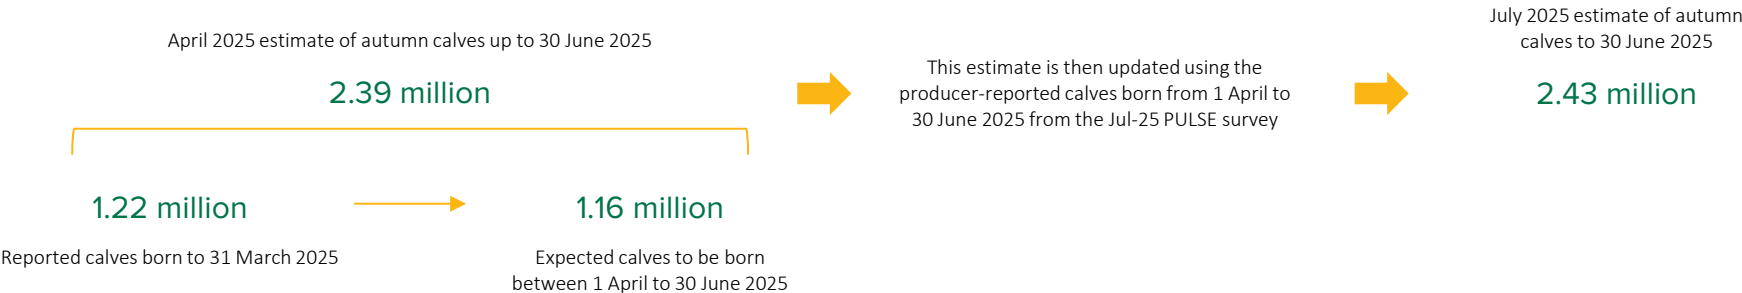 April 2025 estimate of autumn calves up to 30 June 2025
2.39 million
1.22 million
Reported calves born to 31 March 2025
1.16 million
Expected calves to be born
between 1 April to 30 June 2025
This estimate is then updated using the
producer-reported calves born from 1 April to
30 June 2025 from the Jul-25 PULSE survey
July 2025 estimate of autumn
calves to 30 June 2025
2.43 million